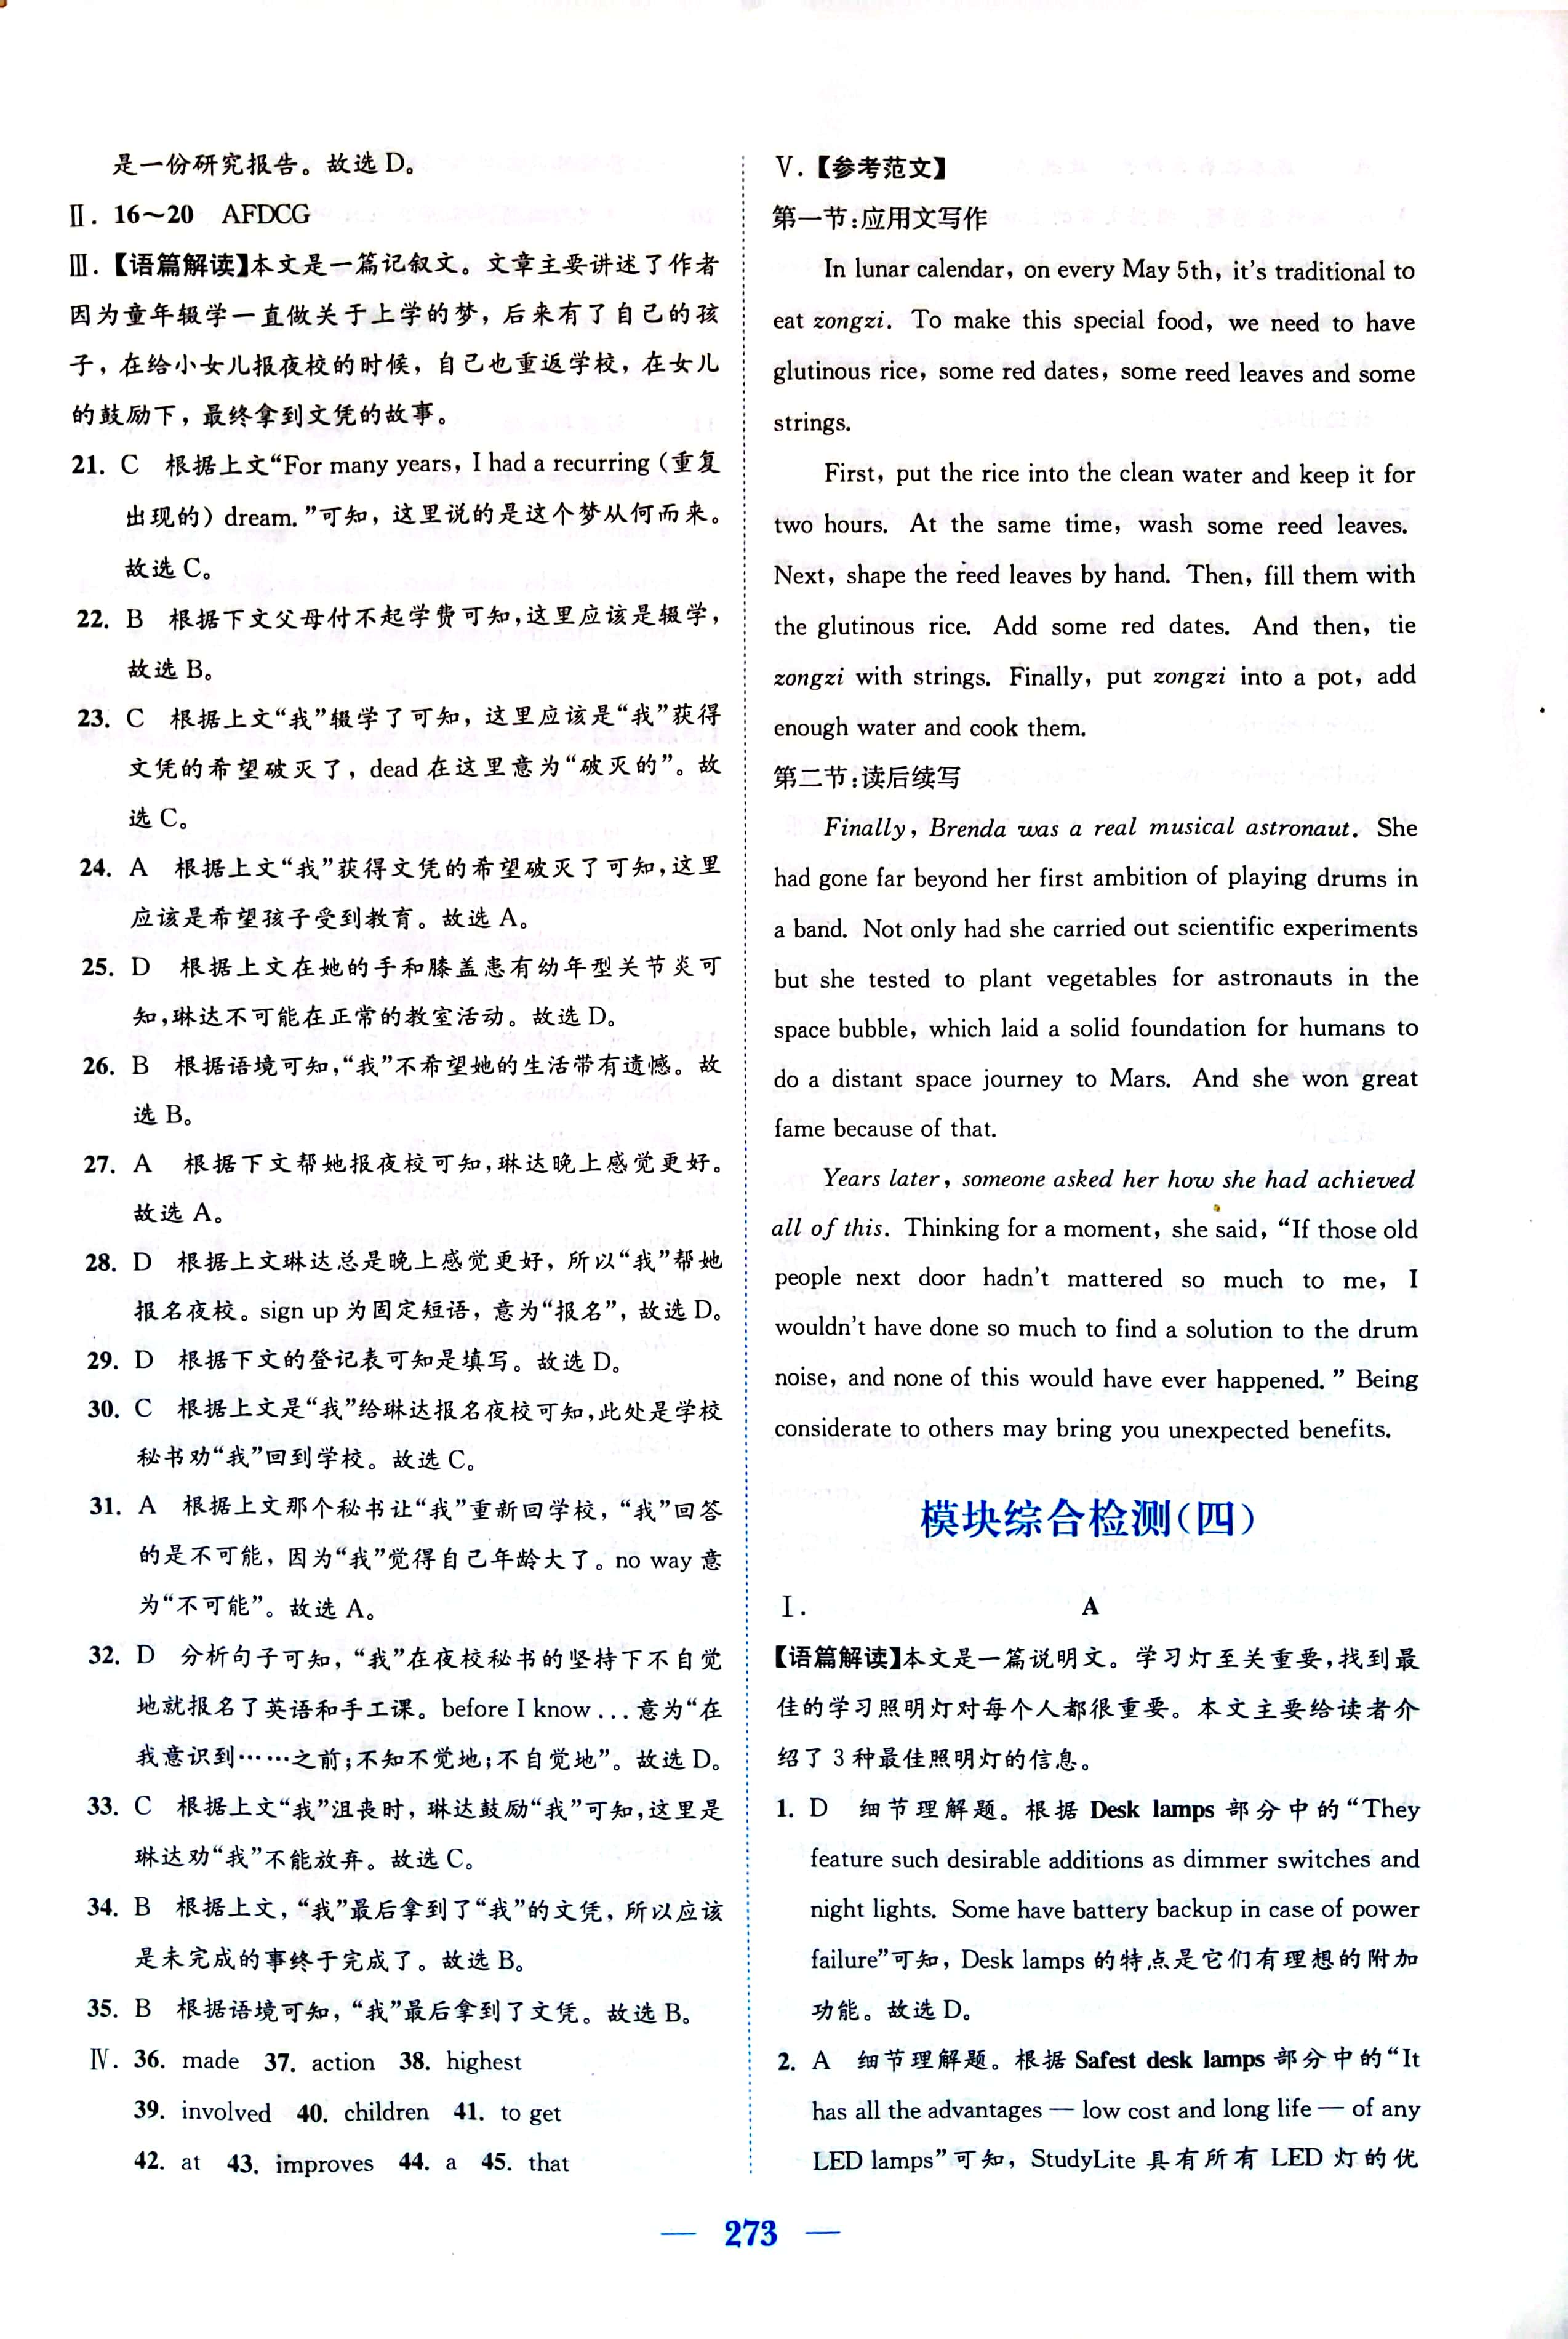 是一份研究报告。故选 D。
Ⅱ. 16～20 AFDCG
Ⅲ.【语篇解读】本文是一篇记叙文。文章主要讲述了作者
因为童年辍学一直做关于上学的梦，后来有了自己的孩
子，在给小女儿报夜校的时候，自己也重返学校，在女儿
的鼓励下，最终拿到文凭的故事。
21. C 根据上文“For many years, I had a recurring (重复
出现的) dream.”可知，这里说的是这个梦从何而来。
故选 C。
22. B 根据下文父母付不起学费可知，这里应该是辍学，
故选 B。
23. C 根据上文“我”辍学了可知，这里应该是“我”获得
文凭的希望破灭了，dead 在这里意为“破灭的”。故
选 C。
24. A 根据上文“我”获得文凭的希望破灭了可知，这里
应该是希望孩子受到教育。故选 A。
25. D 根据上文在她的手和膝盖患有幼年型关节炎可
知，琳达不可能在正常的教室活动。故选 D。
26. B 根据语境可知，“我”不希望她的生活带有遗憾。故
选 B。
27. A 根据下文帮她报夜校可知，琳达晚上感觉更好。
故选 A。
28. D 根据上文琳达总是晚上感觉更好，所以“我”帮她
报名夜校。sign up 为固定短语，意为“报名”，故选 D。
29. D 根据下文的登记表可知是填写。故选 D。
30. C 根据上文是“我”给琳达报名夜校可知，此处是学校
秘书劝“我”回到学校。故选 C。
31. A 根据上文那个秘书让“我”重新回学校，“我”回答
的是不可能，因为“我”觉得自己年龄大了。no way 意
为“不可能”。故选 A。
32. D 分析句子可知，“我”在夜校秘书的坚持下不自觉
地就报名了英语和手工课。before I know ... 意为“在
我意识到……之前；不知不觉地；不自觉地”。故选 D。
33. C 根据上文“我”沮丧时，琳达鼓励“我”可知，这里是
琳达劝“我”不能放弃。故选 C。
34. B 根据上文，“我”最后拿到了“我”的文凭，所以应该
是未完成的事终于完成了。故选 B。
35. B 根据语境可知，“我”最后拿到了文凭。故选 B。
Ⅳ. 36. made 37. action 38. highest
39. involved 40. children 41. to get
42. at 43. improves 44. a 45. that
Ⅴ.【参考范文】
第一节：应用文写作
In lunar calendar, on every May 5th, it's traditional to
eat zongzi. To make this special food, we need to have
glutinous rice, some red dates, some reed leaves and some
strings.
First, put the rice into the clean water and keep it for
two hours. At the same time, wash some reed leaves.
Next, shape the reed leaves by hand. Then, fill them with
the glutinous rice. Add some red dates. And then, tie
zongzi with strings. Finally, put zongzi into a pot, add
enough water and cook them.
第二节：读后续写
Finally, Brenda was a real musical astronaut. She
had gone far beyond her first ambition of playing drums in
a band. Not only had she carried out scientific experiments
but she tested to plant vegetables for astronauts in the
space bubble, which laid a solid foundation for humans to
do a distant space journey to Mars. And she won great
fame because of that.
Years later, someone asked her how she had achieved
all of this. Thinking for a moment, she said, “If those old
people next door hadn't mattered so much to me, I
wouldn't have done so much to find a solution to the drum
noise, and none of this would have ever happened.” Being
considerate to others may bring you unexpected benefits.
模块综合检测（四）
Ⅰ. A
【语篇解读】本文是一篇说明文。学习灯至关重要，找到最
佳的学习照明灯对每个人都很重要。本文主要给读者介
绍了 3 种最佳照明灯的信息。
1. D 细节理解题。根据 Desk lamps 部分中的“They
feature such desirable additions as dimmer switches and
night lights. Some have battery backup in case of power
failure”可知，Desk lamps 的特点是它们有理想的附加
功能。故选 D。
2. A 细节理解题。根据 Safest desk lamps 部分中的“It
has all the advantages — low cost and long life — of any
LED lamps”可知，StudyLite 具有所有 LED 灯的优
— 273 —